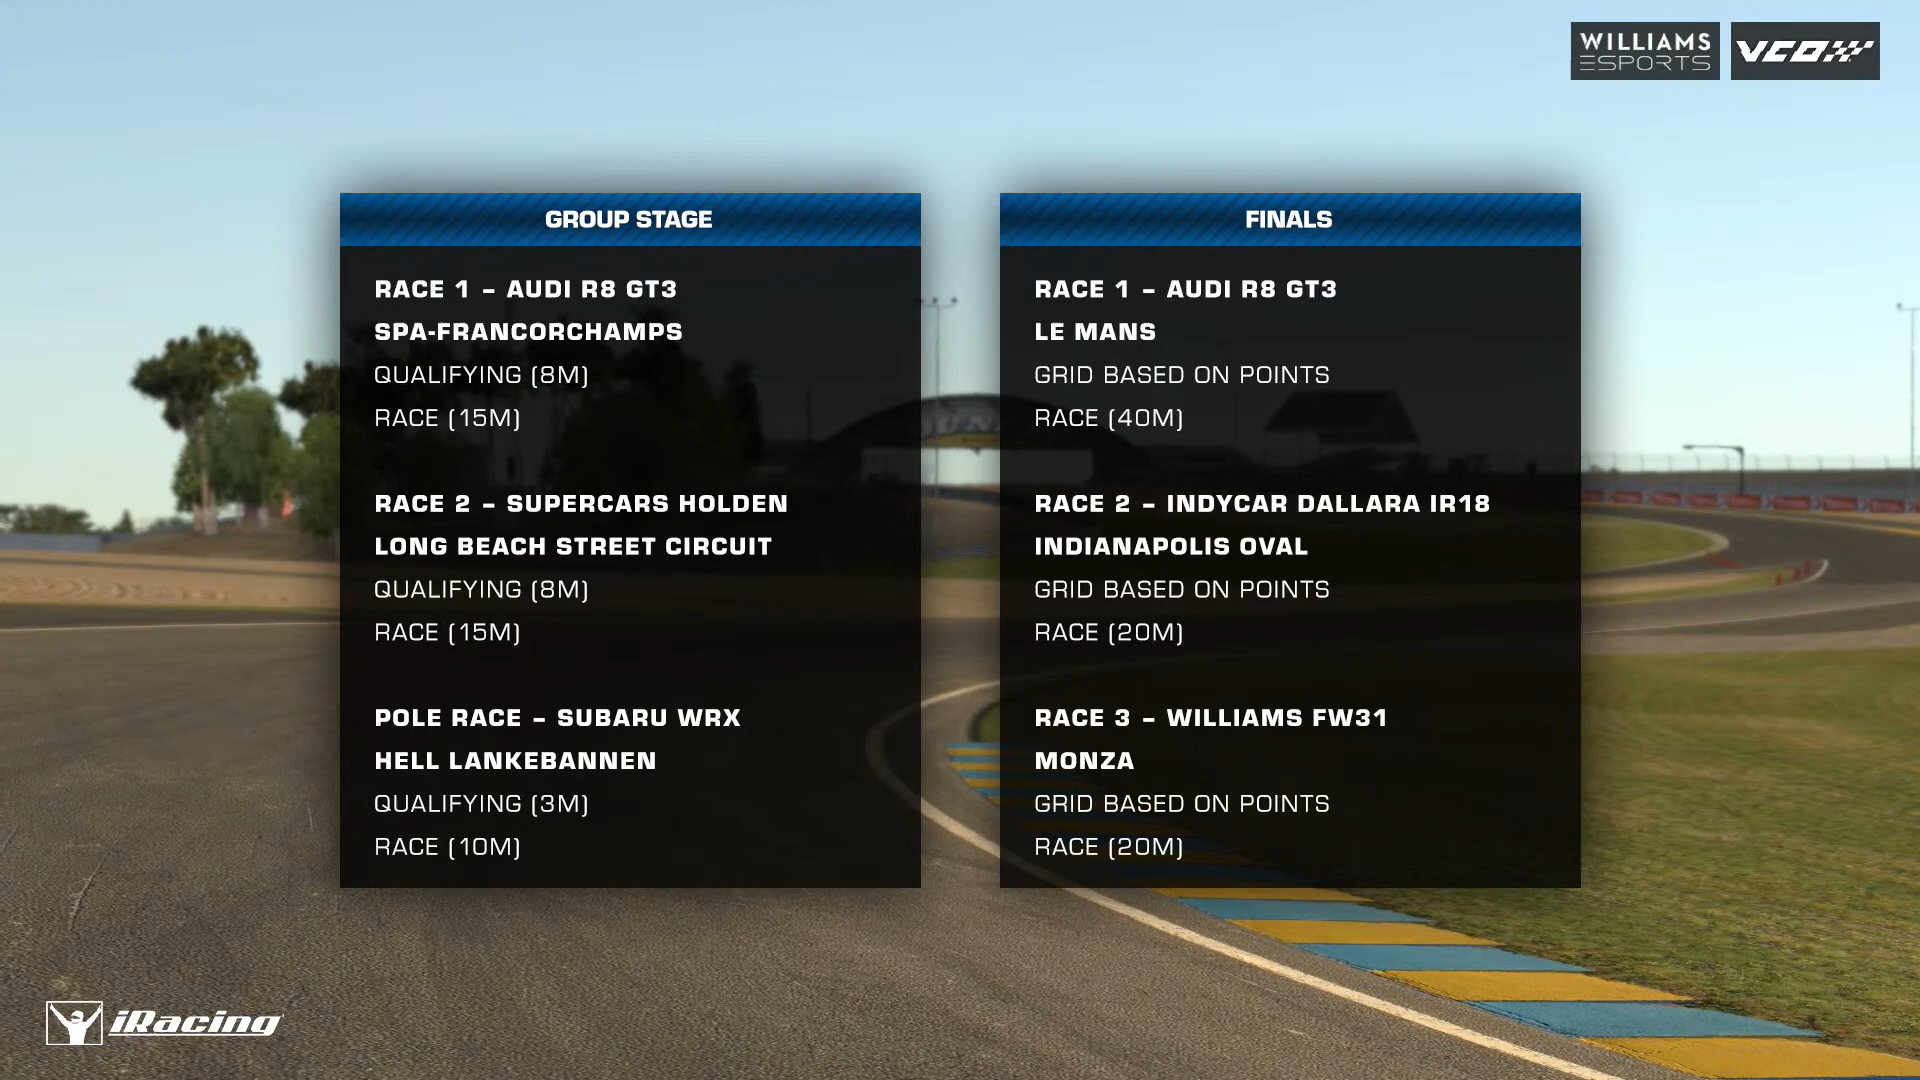 WILLIAMS
ESPORTS
VCO
GROUP STAGE
RACE 1 – AUDI R8 GT3
SPA-FRANCORCHAMPS
QUALIFYING (8M)
RACE (15M)
RACE 2 – SUPERCARS HOLDEN
LONG BEACH STREET CIRCUIT
QUALIFYING (8M)
RACE (15M)
POLE RACE – SUBARU WRX
HELL LANKEBANNEN
QUALIFYING (3M)
RACE (10M)
FINALS
RACE 1 – AUDI R8 GT3
LE MANS
GRID BASED ON POINTS
RACE (40M)
RACE 2 – INDYCAR DALLARA IR18
INDIANAPOLIS OVAL
GRID BASED ON POINTS
RACE (20M)
RACE 3 – WILLIAMS FW31
MONZA
GRID BASED ON POINTS
RACE (20M)
iRacing